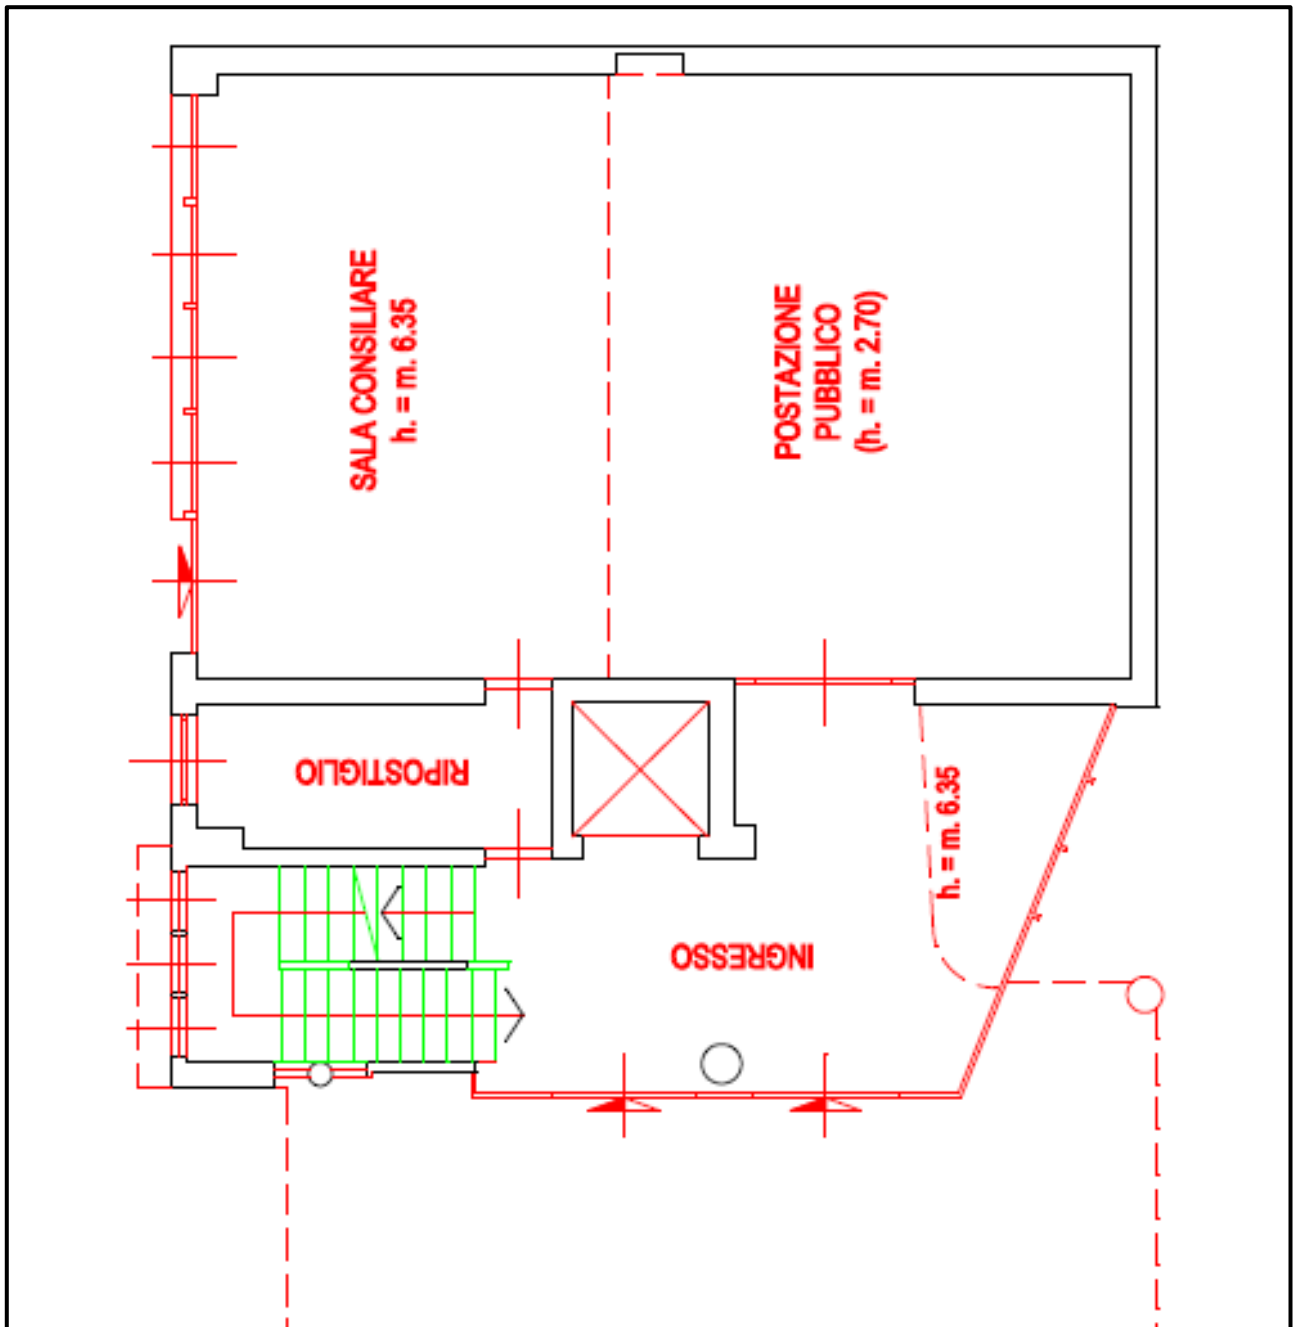 SALA CONSILIARE
h. = m. 6.35
POSTAZIONE
PUBBLICO
(h. = m. 2.70)
RIPOSTIGLIO
h. = m. 6.35
INGRESSO